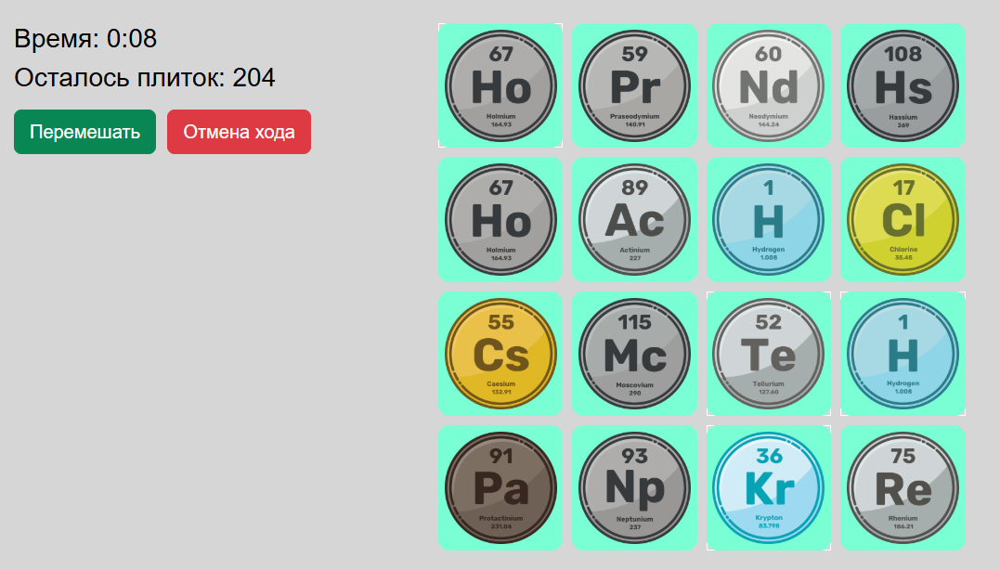 Время: 0:08
Осталось плиток: 204
Перемешать
Отмена хода
67
Ho
Holmium
164.93
59
Pr
Praseodymium
140.91
60
Nd
Neodymium
144.24
108
Hs
Hassium
269
67
Ho
Holmium
164.93
89
Ac
Actinium
227
1
H
Hydrogen
1.008
17
Cl
Chlorine
35.45
55
Cs
Caesium
132.91
115
Mc
Moscovium
290
52
Te
Tellurium
127.60
1
H
Hydrogen
1.008
91
Pa
Protactinium
231.04
93
Np
Neptunium
237
36
Kr
Krypton
83.798
75
Re
Rhenium
186.21